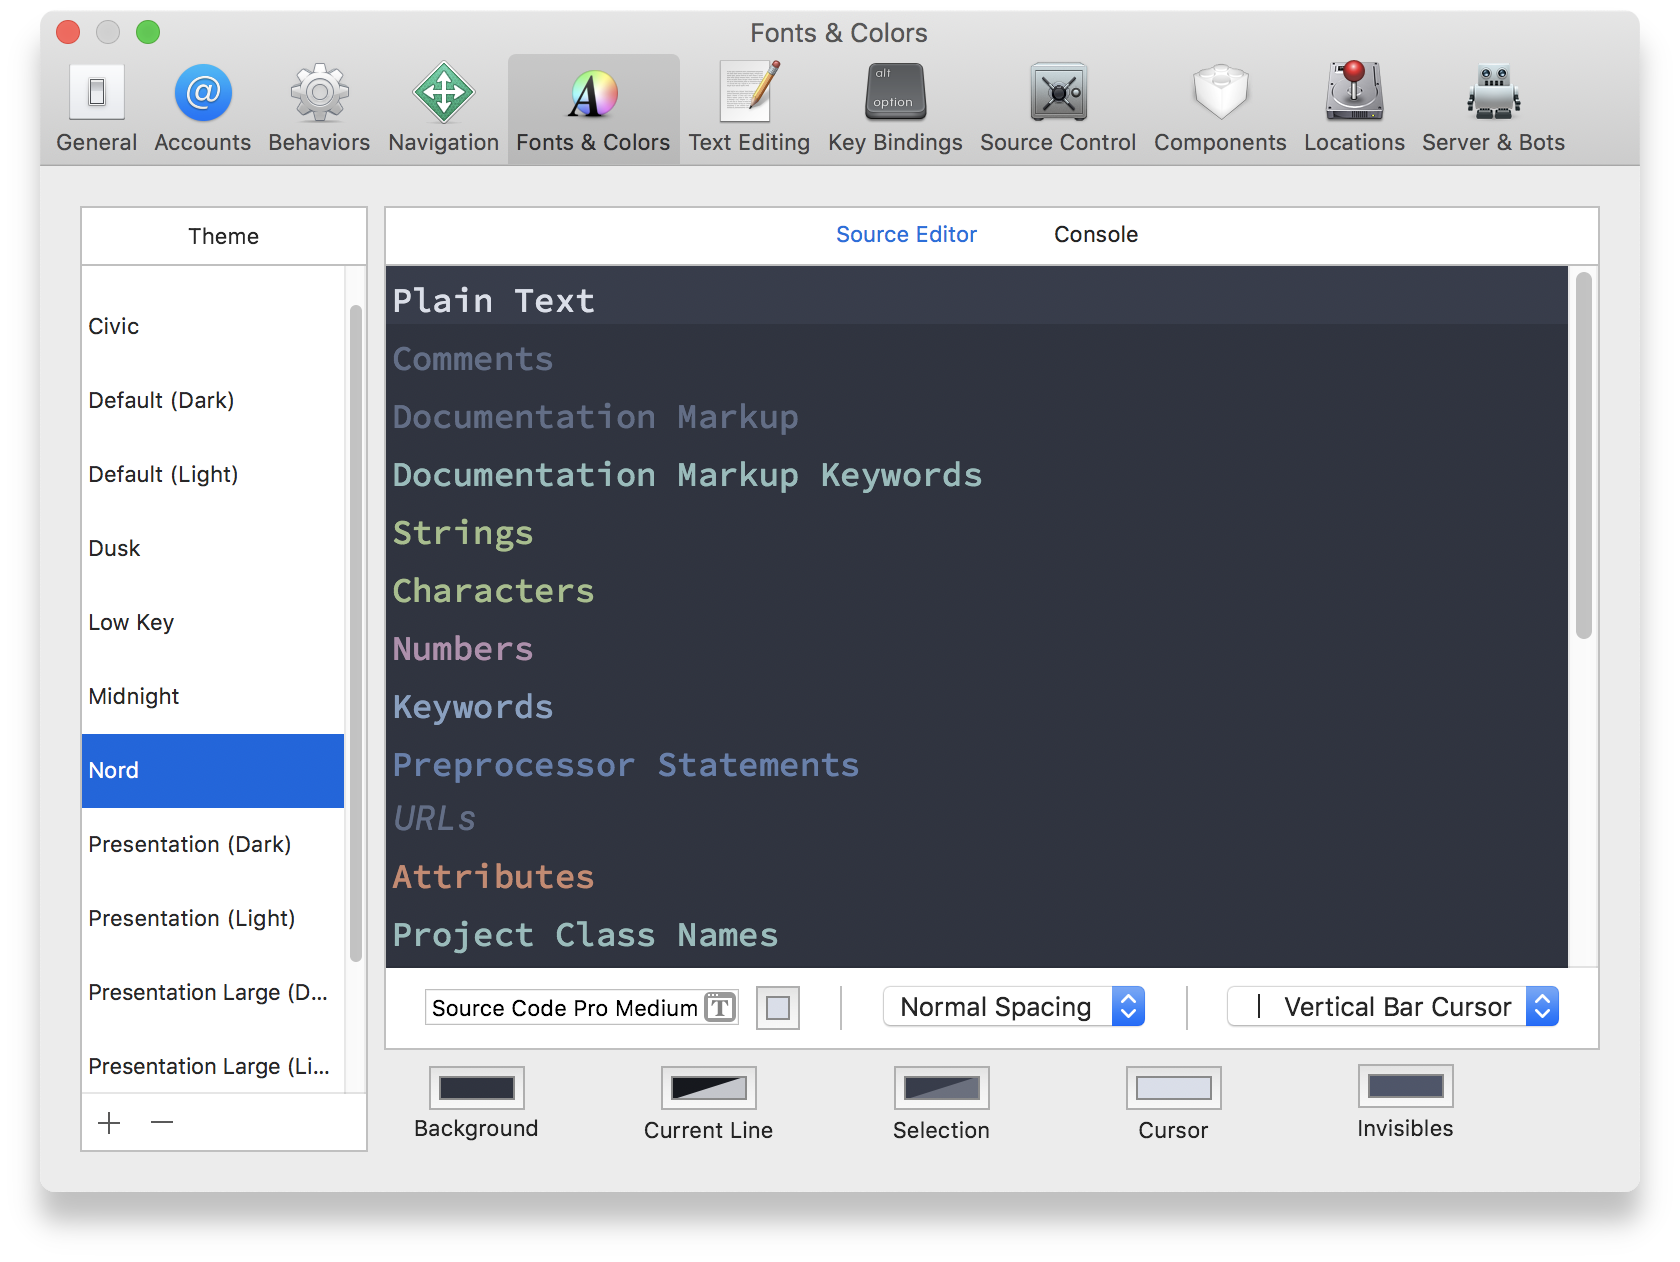 Fonts & Colors
alt
option
General Accounts Behaviors Navigation Fonts & Colors Text Editing Key Bindings Source Control Components Locations Server & Bots
Theme
Civic
Default (Dark)
Default (Light)
Dusk
Low Key
Midnight
Nord
Presentation (Dark)
Presentation (Light)
Presentation Large (D...
Presentation Large (Li...
Source Editor Console
Plain Text
Comments
Documentation Markup
Documentation Markup Keywords
Strings
Characters
Numbers
Keywords
Preprocessor Statements
URLs
Attributes
Project Class Names
Source Code Pro Medium T Normal Spacing Vertical Bar Cursor
Background Current Line Selection Cursor Invisibles